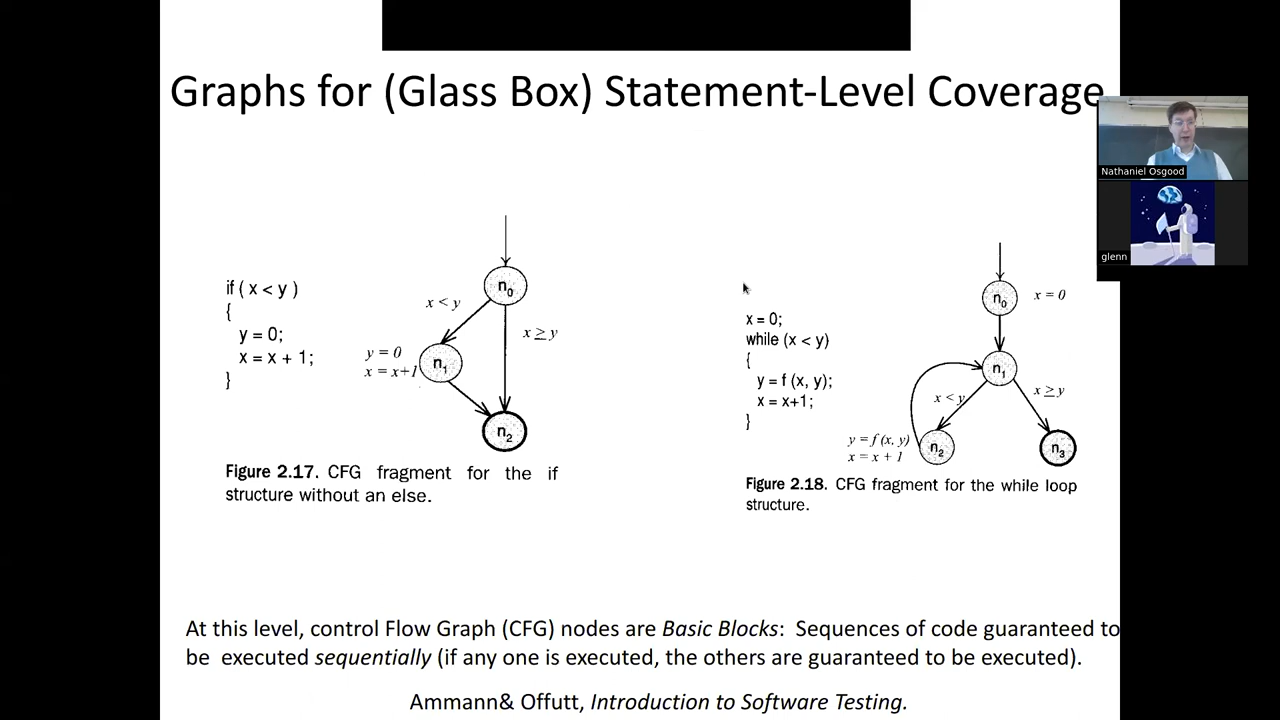 Graphs for (Glass Box) Statement-Level Coverage
Nathaniel Osgood
glenn
if ( x < y )
{
y = 0;
x = x + 1;
}
n0
x < y
x ≥ y
y = 0
x = x+1
n1
n2
Figure 2.17. CFG fragment for the if
structure without an else.
x = 0;
while (x < y)
{
y = f (x, y);
x = x+1;
}
n0
x = 0
n1
x < y
x ≥ y
y = f (x, y)
x = x + 1
n2
n3
Figure 2.18. CFG fragment for the while loop
structure.
At this level, control Flow Graph (CFG) nodes are Basic Blocks: Sequences of code guaranteed to
be executed sequentially (if any one is executed, the others are guaranteed to be executed).
Ammann& Offutt, Introduction to Software Testing.